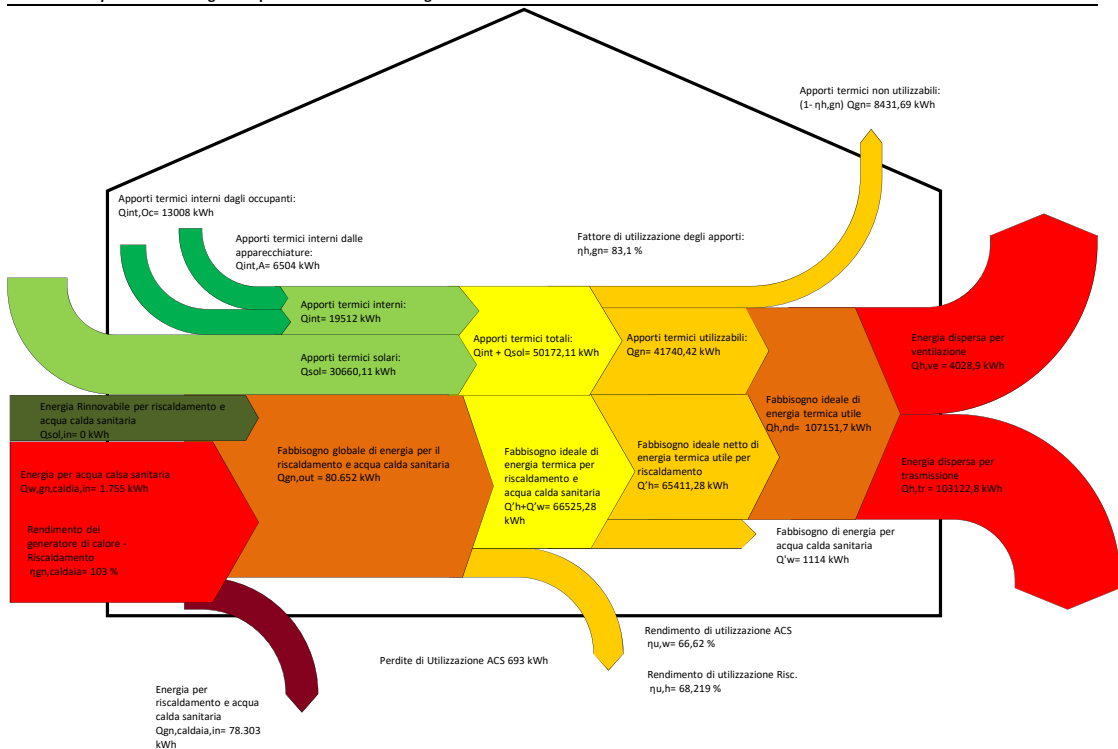 Apporti termici non utilizzabili:
(1- ηh,gn) Qgn= 8431,69 kWh
Apporti termici interni dagli occupanti:
Qint,Oc= 13008 kWh
Apporti termici interni dalle
apparecchiature:
Qint,A= 6504 kWh
Fattore di utilizzazione degli apporti:
ηh,gn= 83,1 %
Apporti termici interni:
Qint= 19512 kWh
Apporti termici solari:
Qsol= 30660,11 kWh
Apporti termici totali:
Qint + Qsol= 50172,11 kWh
Apporti termici utilizzabili:
Qgn= 41740,42 kWh
Energia dispersa per
ventilazione
Qh,ve = 4028,9 kWh
Fabbisogno ideale di
energia termica utile
Qh,nd= 107151,7 kWh
Energia Rinnovabile per riscaldamento e
acqua calda sanitaria
Qsol,in= 0 kWh
Fabbisogno globale di energia per il
riscaldamento e acqua calda sanitaria
Qgn,out = 80.652 kWh
Fabbisogno ideale di
energia termica per
riscaldamento e
acqua calda sanitaria
Q'h+Q'w= 66525,28
kWh
Fabbisogno ideale netto di
energia termica utile per
riscaldamento
Q'h= 65411,28 kWh
Energia dispersa per
trasmissione
Qh,tr = 103122,8 kWh
Energia per acqua calsa sanitaria
Qw,gn,caldia,in= 1.755 kWh
Rendimento del
generatore di calore -
Riscaldamento
ηgn,caldaia= 103 %
Fabbisogno di energia per
acqua calda sanitaria
Q'w= 1114 kWh
Rendimento di utilizzazione ACS
ηu,w= 66,62 %
Perdite di Utilizzazione ACS 693 kWh
Rendimento di utilizzazione Risc.
ηu,h= 68,219 %
Energia per
riscaldamento e acqua
calda sanitaria
Qgn,caldaia,in= 78.303
kWh